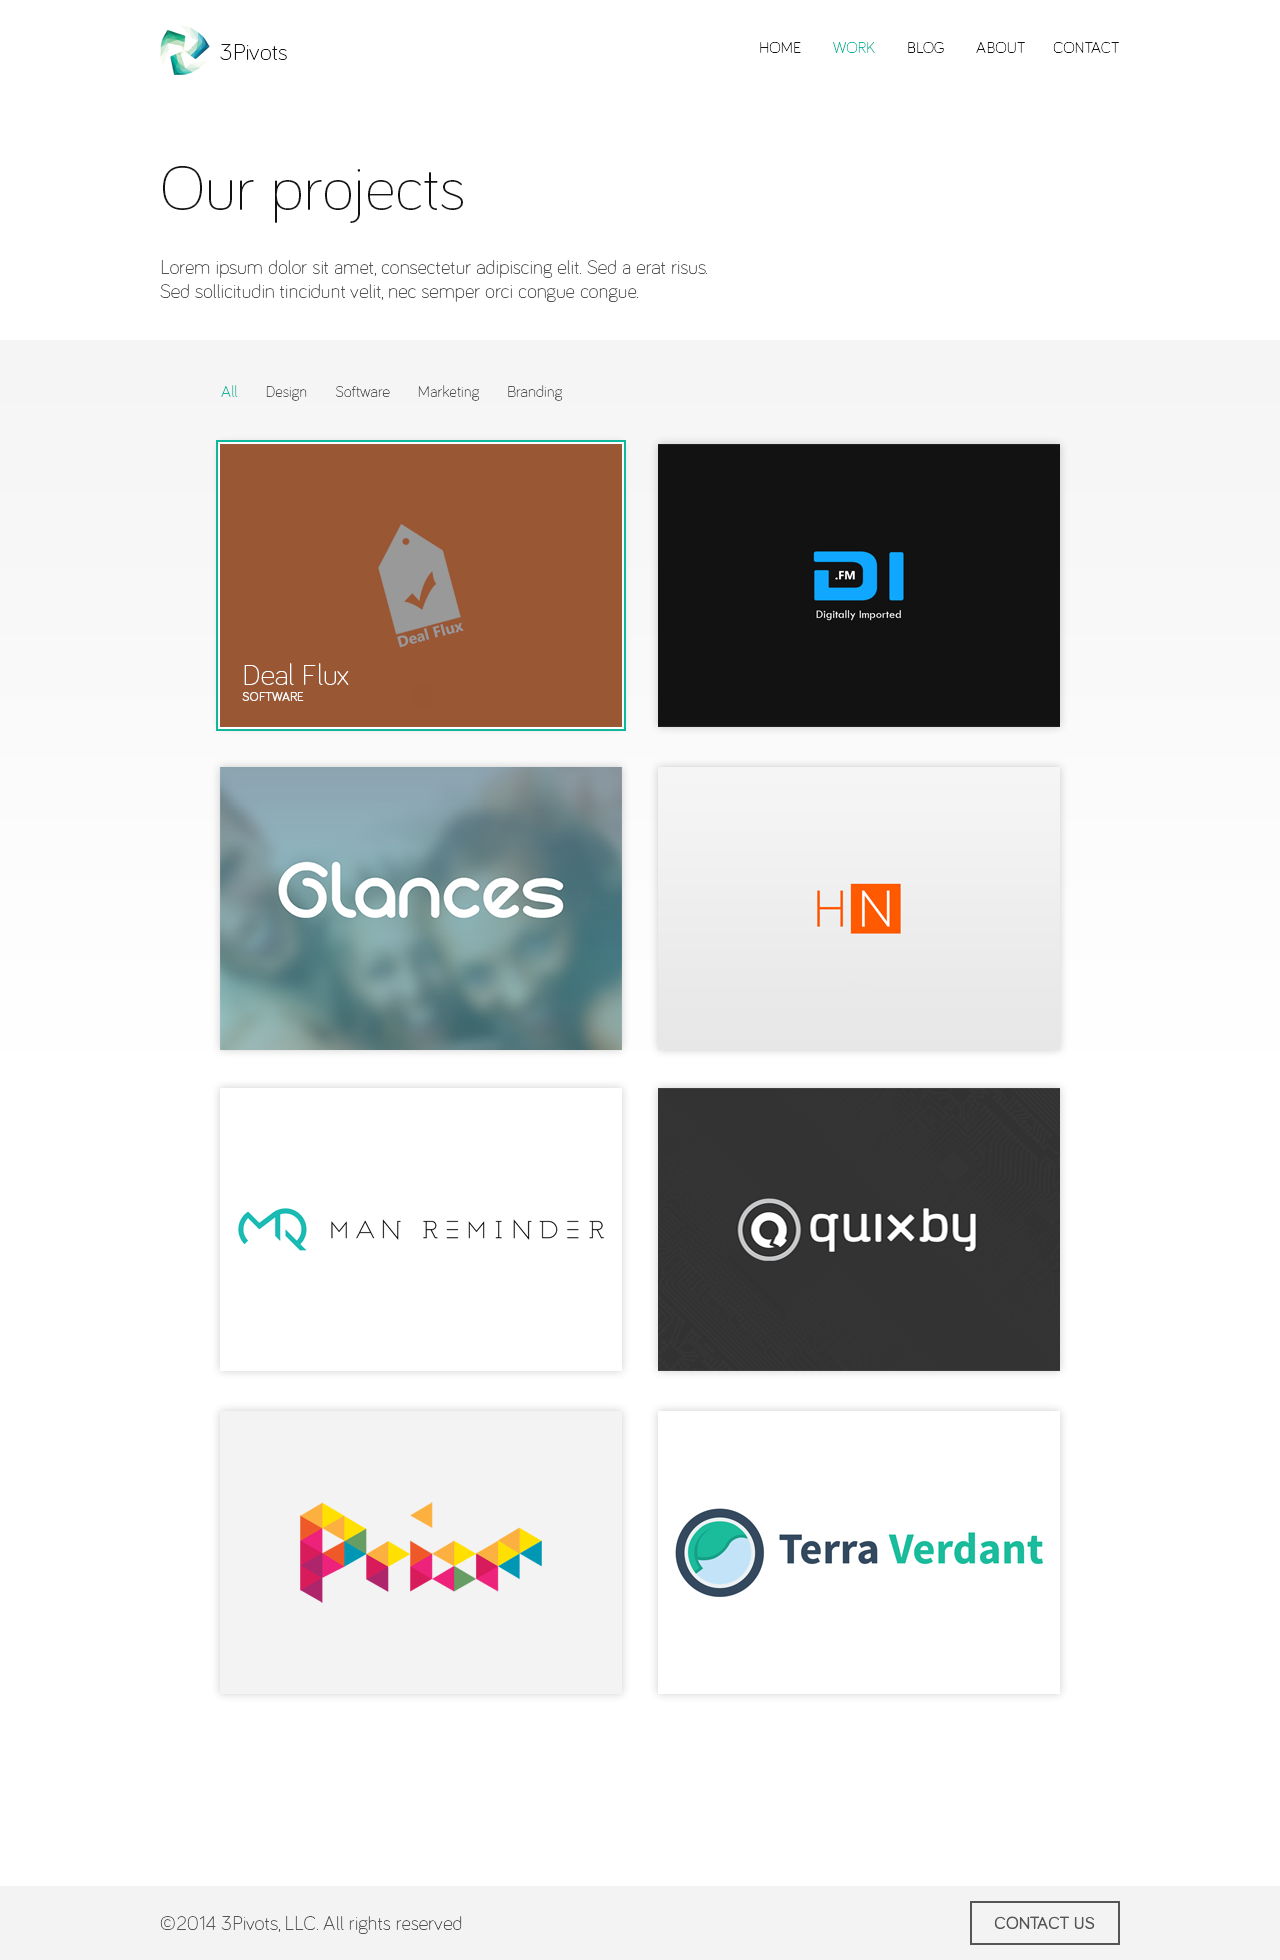 3Pivots
HOME WORK BLOG ABOUT CONTACT
Our projects
Lorem ipsum dolor sit amet, consectetur adipiscing elit. Sed a erat risus.
Sed sollicitudin tincidunt velit, nec semper orci congue congue.
All Design Software Marketing Branding
Deal Flux
Deal Flux
SOFTWARE
DI
.FM
Digitally Imported
Glances
HN
MAN REMINDER
quixby
Prior
Terra Verdant
©2014 3Pivots, LLC. All rights reserved
CONTACT US